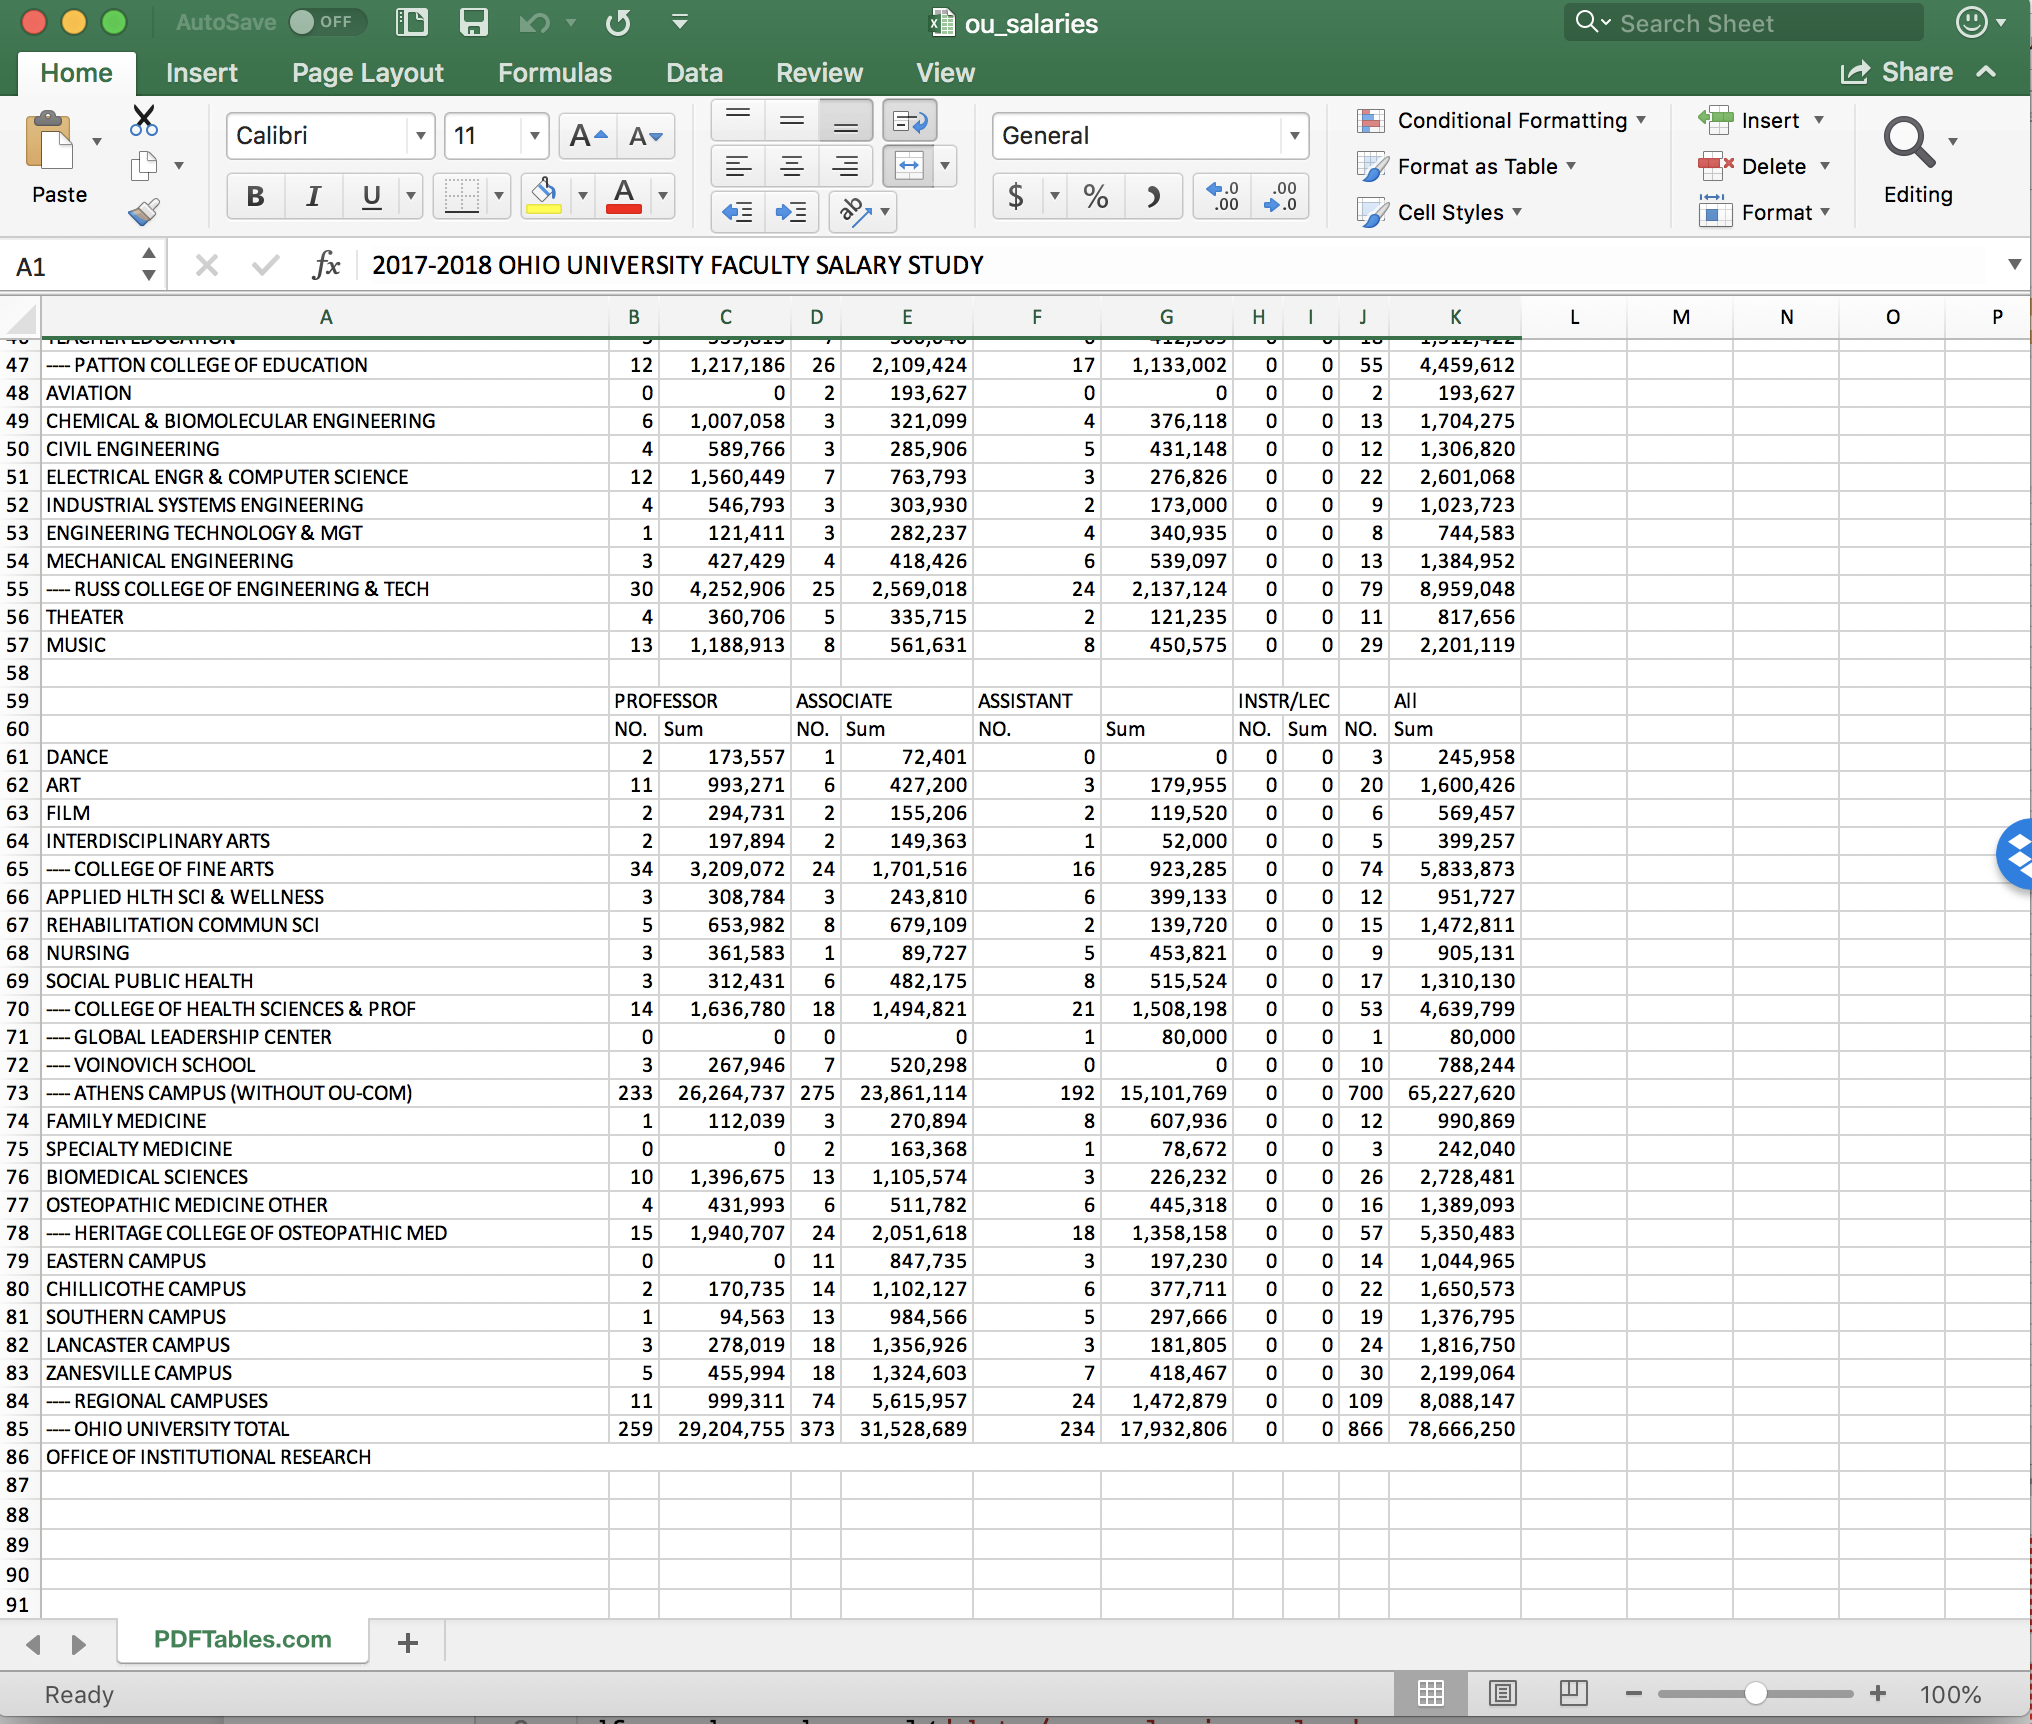 AutoSave OFF ou_salaries Search Sheet
Home Insert Page Layout Formulas Data Review View Share
Paste Calibri 11 General Conditional Formatting Insert
Format as Table Delete
Cell Styles Format Editing
A1 fx 2017-2018 OHIO UNIVERSITY FACULTY SALARY STUDY
A B C D E F G H I J K L M N O P
47 ---- PATTON COLLEGE OF EDUCATION 12 1,217,186 26 2,109,424 17 1,133,002 0 0 55 4,459,612
48 AVIATION 0 0 2 193,627 0 0 0 0 2 193,627
49 CHEMICAL & BIOMOLECULAR ENGINEERING 6 1,007,058 3 321,099 4 376,118 0 0 13 1,704,275
50 CIVIL ENGINEERING 4 589,766 3 285,906 5 431,148 0 0 12 1,306,820
51 ELECTRICAL ENGR & COMPUTER SCIENCE 12 1,560,449 7 763,793 3 276,826 0 0 22 2,601,068
52 INDUSTRIAL SYSTEMS ENGINEERING 4 546,793 3 303,930 2 173,000 0 0 9 1,023,723
53 ENGINEERING TECHNOLOGY & MGT 1 121,411 3 282,237 4 340,935 0 0 8 744,583
54 MECHANICAL ENGINEERING 3 427,429 4 418,426 6 539,097 0 0 13 1,384,952
55 ---- RUSS COLLEGE OF ENGINEERING & TECH 30 4,252,906 25 2,569,018 24 2,137,124 0 0 79 8,959,048
56 THEATER 4 360,706 5 335,715 2 121,235 0 0 11 817,656
57 MUSIC 13 1,188,913 8 561,631 8 450,575 0 0 29 2,201,119
58
59 PROFESSOR ASSOCIATE ASSISTANT INSTR/LEC All
60 NO. Sum NO. Sum NO. Sum NO. Sum NO. Sum
61 DANCE 2 173,557 1 72,401 0 0 0 0 3 245,958
62 ART 11 993,271 6 427,200 3 179,955 0 0 20 1,600,426
63 FILM 2 294,731 2 155,206 2 119,520 0 0 6 569,457
64 INTERDISCIPLINARY ARTS 2 197,894 2 149,363 1 52,000 0 0 5 399,257
65 ---- COLLEGE OF FINE ARTS 34 3,209,072 24 1,701,516 16 923,285 0 0 74 5,833,873
66 APPLIED HLTH SCI & WELLNESS 3 308,784 3 243,810 6 399,133 0 0 12 951,727
67 REHABILITATION COMMUN SCI 5 653,982 8 679,109 2 139,720 0 0 15 1,472,811
68 NURSING 3 361,583 1 89,727 5 453,821 0 0 9 905,131
69 SOCIAL PUBLIC HEALTH 3 312,431 6 482,175 8 515,524 0 0 17 1,310,130
70 ---- COLLEGE OF HEALTH SCIENCES & PROF 14 1,636,780 18 1,494,821 21 1,508,198 0 0 53 4,639,799
71 ---- GLOBAL LEADERSHIP CENTER 0 0 0 0 1 80,000 0 0 1 80,000
72 ---- VOINOVICH SCHOOL 3 267,946 7 520,298 0 0 0 0 10 788,244
73 ---- ATHENS CAMPUS (WITHOUT OU-COM) 233 26,264,737 275 23,861,114 192 15,101,769 0 0 700 65,227,620
74 FAMILY MEDICINE 1 112,039 3 270,894 8 607,936 0 0 12 990,869
75 SPECIALTY MEDICINE 0 0 2 163,368 1 78,672 0 0 3 242,040
76 BIOMEDICAL SCIENCES 10 1,396,675 13 1,105,574 3 226,232 0 0 26 2,728,481
77 OSTEOPATHIC MEDICINE OTHER 4 431,993 6 511,782 6 445,318 0 0 16 1,389,093
78 ---- HERITAGE COLLEGE OF OSTEOPATHIC MED 15 1,940,707 24 2,051,618 18 1,358,158 0 0 57 5,350,483
79 EASTERN CAMPUS 0 0 11 847,735 3 197,230 0 0 14 1,044,965
80 CHILLICOTHE CAMPUS 2 170,735 14 1,102,127 6 377,711 0 0 22 1,650,573
81 SOUTHERN CAMPUS 1 94,563 13 984,566 5 297,666 0 0 19 1,376,795
82 LANCASTER CAMPUS 3 278,019 18 1,356,926 3 181,805 0 0 24 1,816,750
83 ZANESVILLE CAMPUS 5 455,994 18 1,324,603 7 418,467 0 0 30 2,199,064
84 ---- REGIONAL CAMPUSES 11 999,311 74 5,615,957 24 1,472,879 0 0 109 8,088,147
85 ---- OHIO UNIVERSITY TOTAL 259 29,204,755 373 31,528,689 234 17,932,806 0 0 866 78,666,250
86 OFFICE OF INSTITUTIONAL RESEARCH
87
88
89
90
91
PDFTables.com
Ready 100%